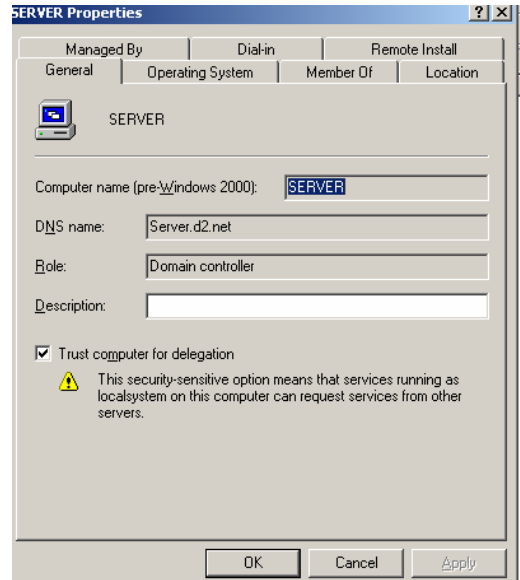 SERVER Properties
Managed By Dial-in Remote Install
General Operating System Member Of Location
SERVER
Computer name (pre-Windows 2000): SERVER
DNS name: Server.d2.net
Role: Domain controller
Description:
Trust computer for delegation
This security-sensitive option means that services running as
localsystem on this computer can request services from other
servers.
OK Cancel Apply